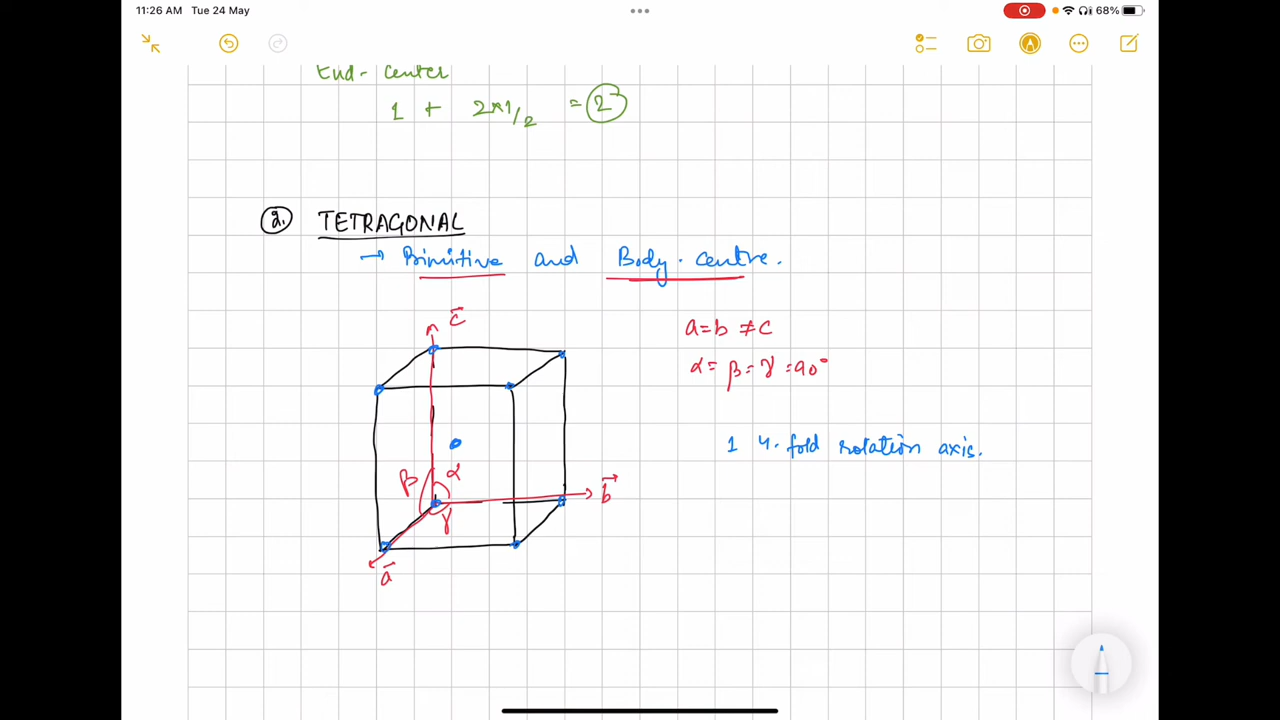 11:26 AM Tue 24 May
68%
End-center
1 + 2×1/2 = 2
2. TETRAGONAL
→ Primitive and Body-centre.
c
a=b ≠c
α= β=γ =90°
1 4-fold rotation axis.
β α
b
γ
a